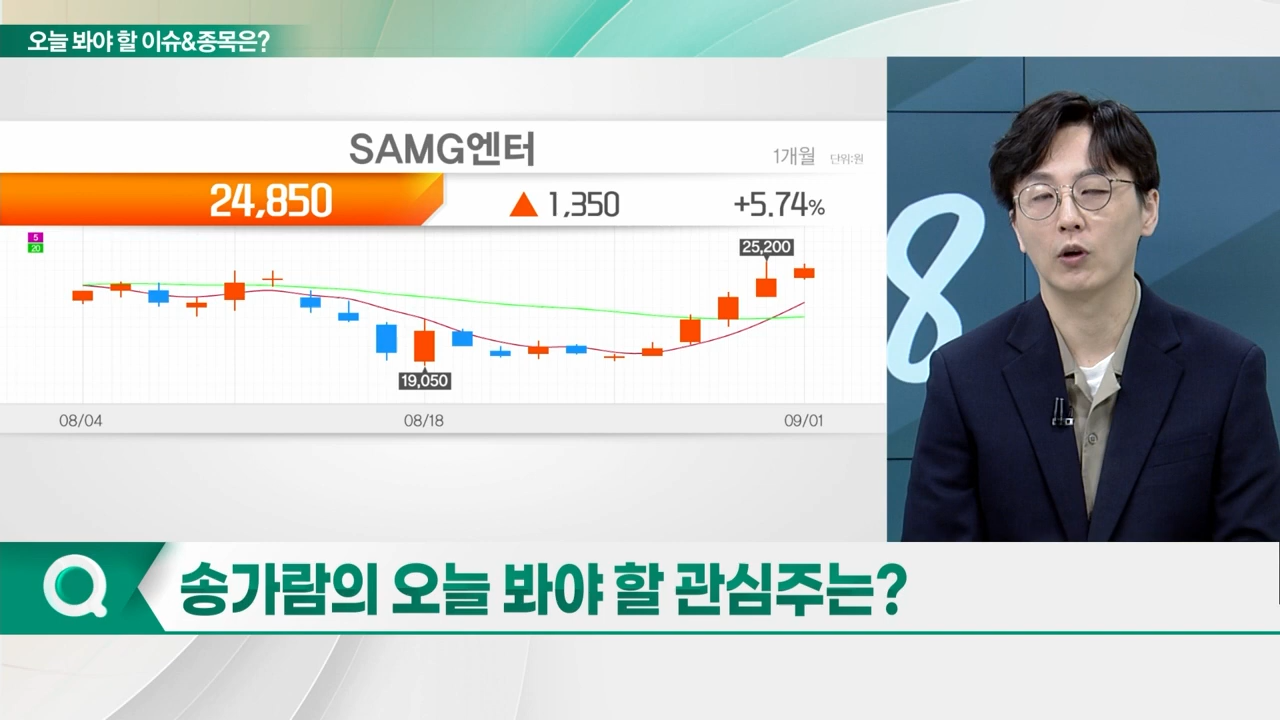 오늘 봐야 할 이슈&종목은?
SAMG엔터
1개월 단위:원
24,850 ▲ 1,350 +5.74%
5
20
25,200
19,050
08/04 08/18 09/01
8
송가람의 오늘 봐야 할 관심주는?